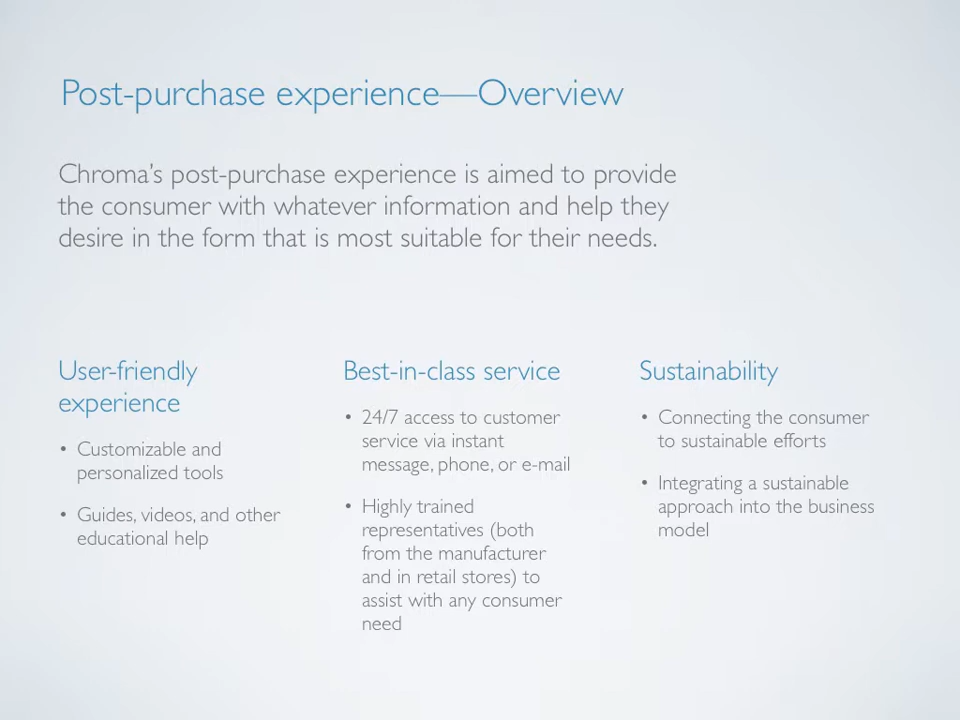 Post-purchase experience—Overview
Chroma’s post-purchase experience is aimed to provide
the consumer with whatever information and help they
desire in the form that is most suitable for their needs.
User-friendly
experience
• Customizable and
personalized tools
• Guides, videos, and other
educational help
Best-in-class service
• 24/7 access to customer
service via instant
message, phone, or e-mail
• Highly trained
representatives (both
from the manufacturer
and in retail stores) to
assist with any consumer
need
Sustainability
• Connecting the consumer
to sustainable efforts
• Integrating a sustainable
approach into the business
model